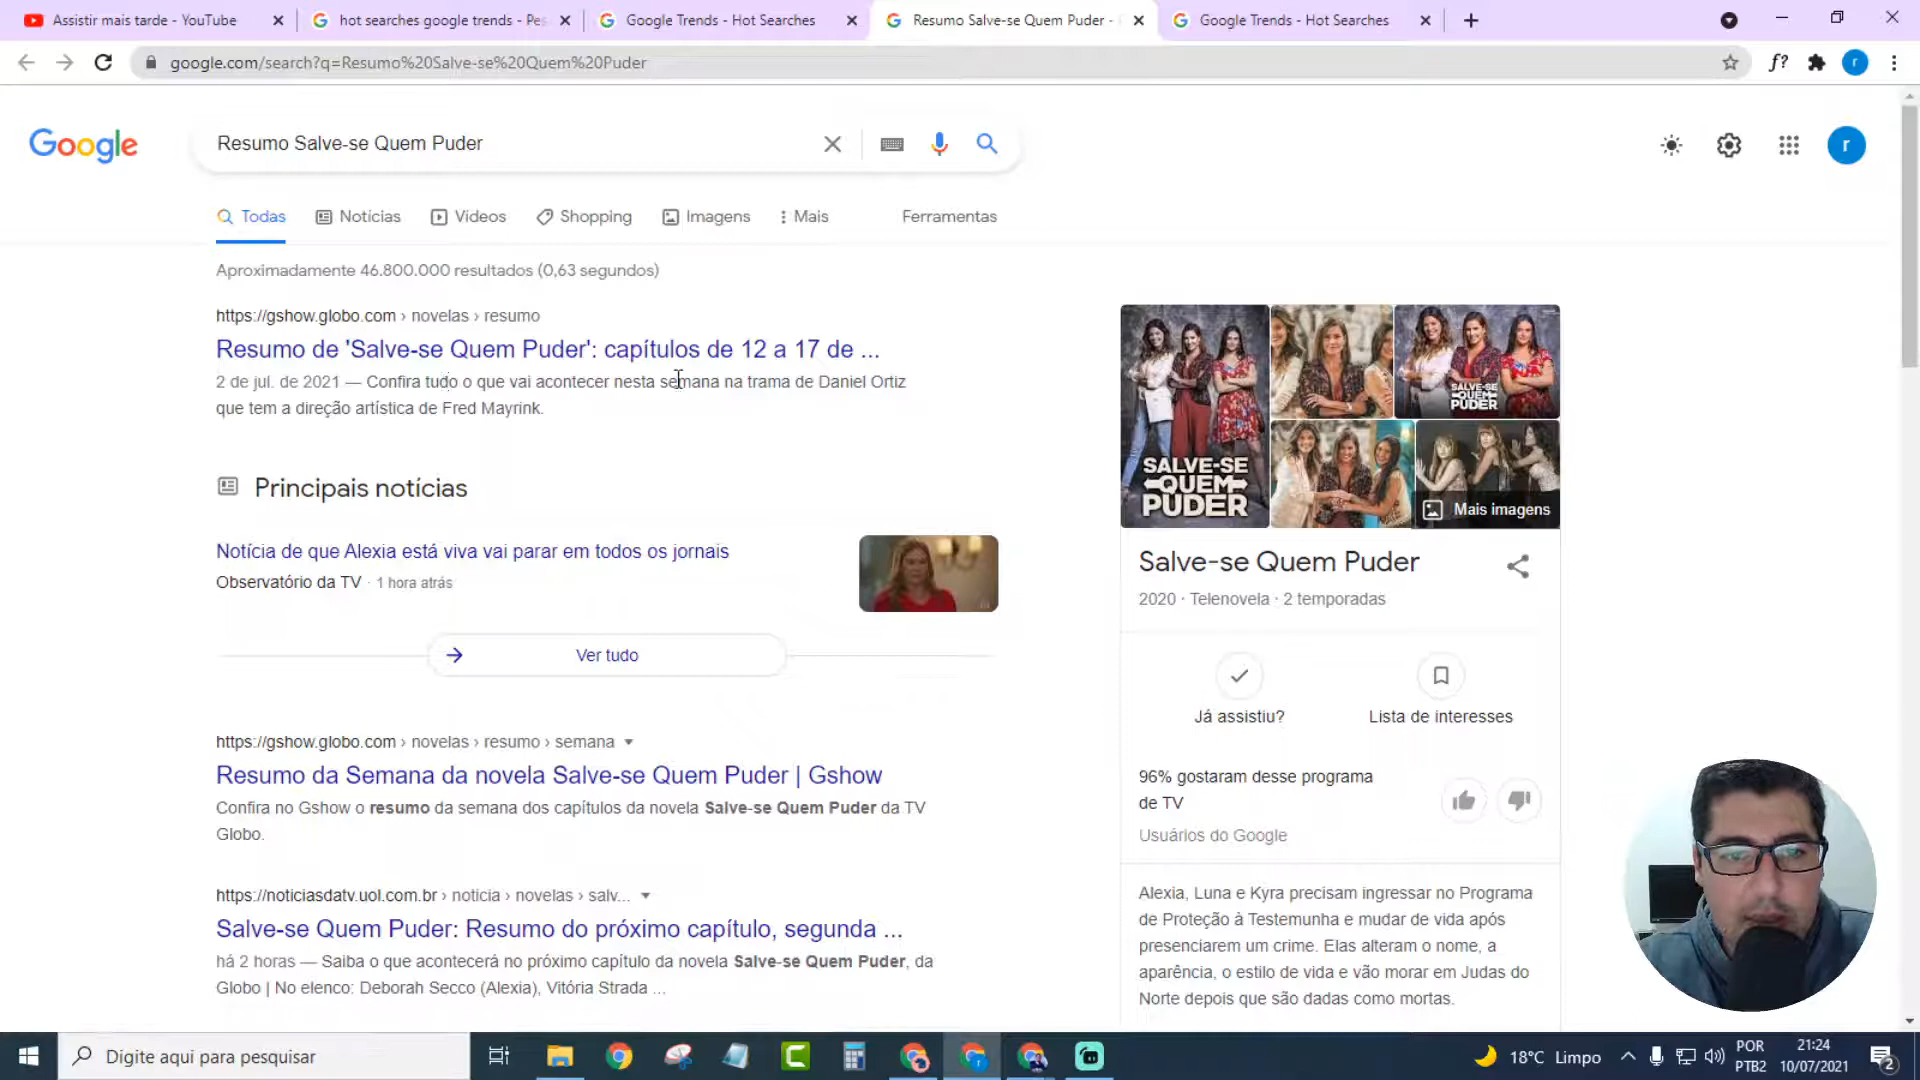 Assistir mais tarde - YouTube
hot searches google trends - Pes
Google Trends - Hot Searches
Resumo Salve-se Quem Puder -
Google Trends - Hot Searches
google.com/search?q=Resumo%20Salve-se%20Quem%20Puder
f?
r
Google
Resumo Salve-se Quem Puder
r
Todas
Notícias
Vídeos
Shopping
Imagens
Mais
Ferramentas
Aproximadamente 46.800.000 resultados (0,63 segundos)
https://gshow.globo.com › novelas › resumo
Resumo de 'Salve-se Quem Puder': capítulos de 12 a 17 de ...
2 de jul. de 2021 — Confira tudo o que vai acontecer nesta semana na trama de Daniel Ortiz
que tem a direção artística de Fred Mayrink.
Principais notícias
Notícia de que Alexia está viva vai parar em todos os jornais
Observatório da TV · 1 hora atrás
Ver tudo
https://gshow.globo.com › novelas › resumo › semana
Resumo da Semana da novela Salve-se Quem Puder | Gshow
Confira no Gshow o resumo da semana dos capítulos da novela Salve-se Quem Puder da TV
Globo.
https://noticiasdatv.uol.com.br › noticia › novelas › salv...
Salve-se Quem Puder: Resumo do próximo capítulo, segunda ...
há 2 horas — Saiba o que acontecerá no próximo capítulo da novela Salve-se Quem Puder, da
Globo | No elenco: Deborah Secco (Alexia), Vitória Strada ...
SALVE-SE
QUEM
PUDER
SALVE-SE
QUEM
PUDER
Mais imagens
Salve-se Quem Puder
2020 · Telenovela · 2 temporadas
Já assistiu?
Lista de interesses
96% gostaram desse programa
de TV
Usuários do Google
Alexia, Luna e Kyra precisam ingressar no Programa
de Proteção à Testemunha e mudar de vida após
presenciarem um crime. Elas alteram o nome, a
aparência, o estilo de vida e vão morar em Judas do
Norte depois que são dadas como mortas.
Digite aqui para pesquisar
18°C Limpo
POR
PTB2
21:24
10/07/2021
2